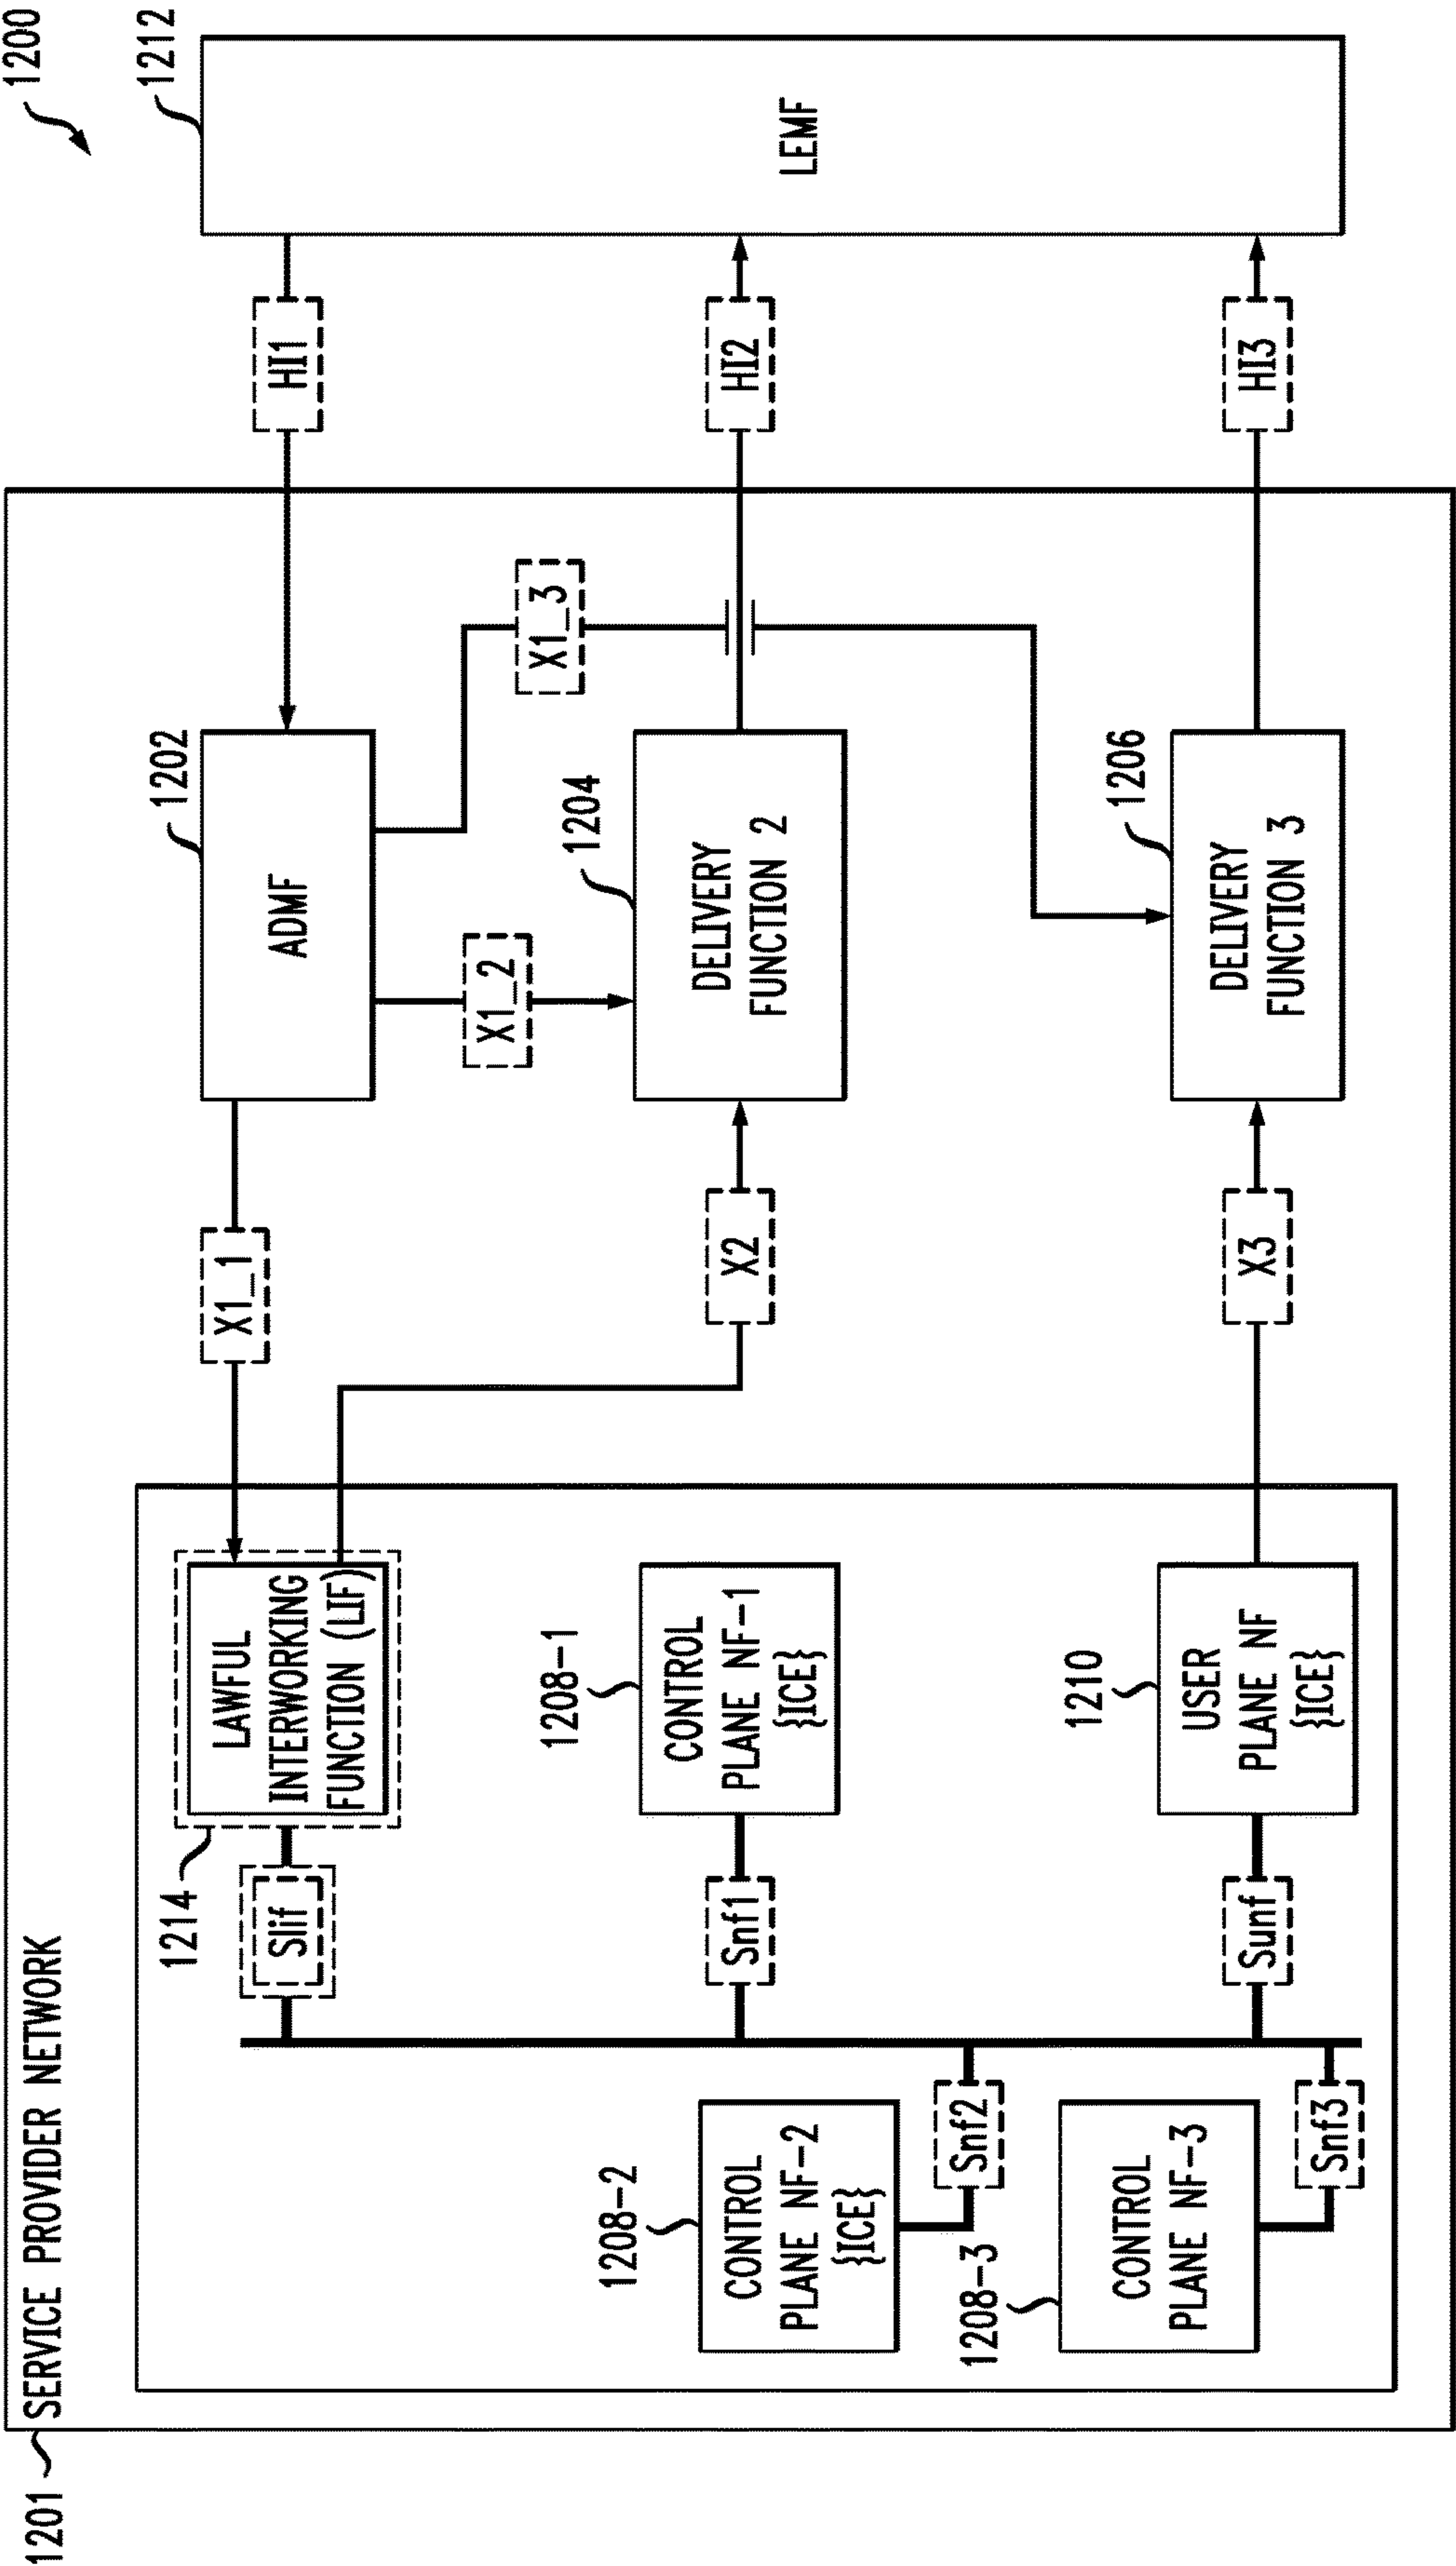 1200
1201
SERVICE PROVIDER NETWORK
1214
LAWFUL
INTERWORKING
FUNCTION (LIF)
Slif
X1_1
1202
ADMF
HI1
1212
LEMF
X1_2
X1_3
1208-2
CONTROL
PLANE NF-2
{ICE}
Snf2
Snf1
1208-1
CONTROL
PLANE NF-1
{ICE}
X2
1204
DELIVERY
FUNCTION 2
HI2
1208-3
CONTROL
PLANE NF-3
Snf3
Sunf
1210
USER
PLANE NF
{ICE}
X3
1206
DELIVERY
FUNCTION 3
HI3